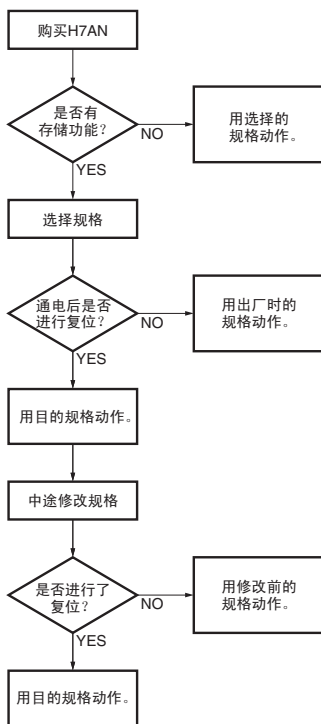 购买H7AN
是否有
存储功能?
NO
用选择的
规格动作。
YES
选择规格
通电后是否
进行复位?
NO
用出厂时的
规格动作。
YES
用目的规格动作。
中途修改规格
是否进行了
复位?
NO
用修改前的
规格动作。
YES
用目的规格动作。